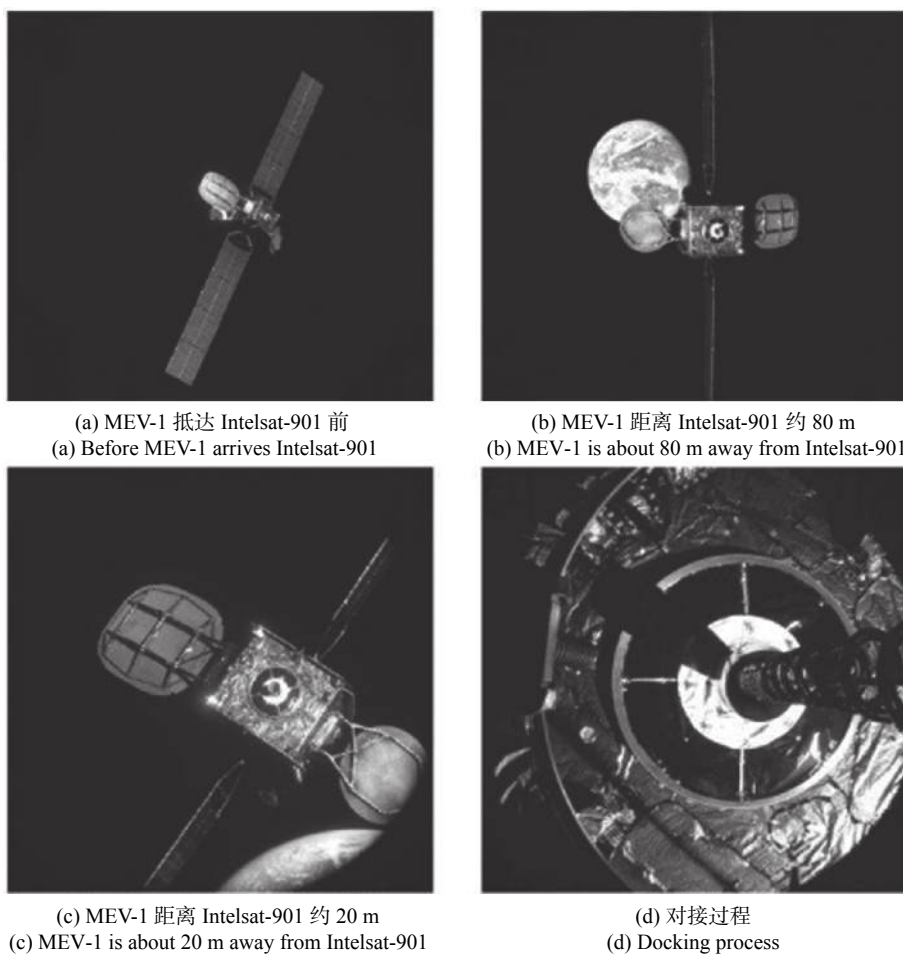 (a) MEV-1 抵达 Intelsat-901 前
(a) Before MEV-1 arrives Intelsat-901
(b) MEV-1 距离 Intelsat-901 约 80 m
(b) MEV-1 is about 80 m away from Intelsat-901
(c) MEV-1 距离 Intelsat-901 约 20 m
(c) MEV-1 is about 20 m away from Intelsat-901
(d) 对接过程
(d) Docking process